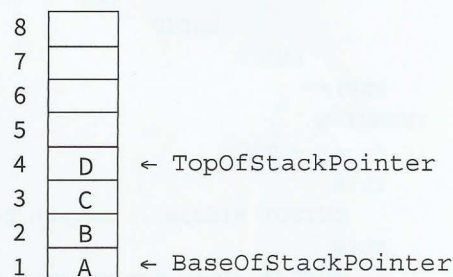 8
7
6
5
4 D ← TopOfStackPointer
3 C
2 B
1 A ← BaseOfStackPointer